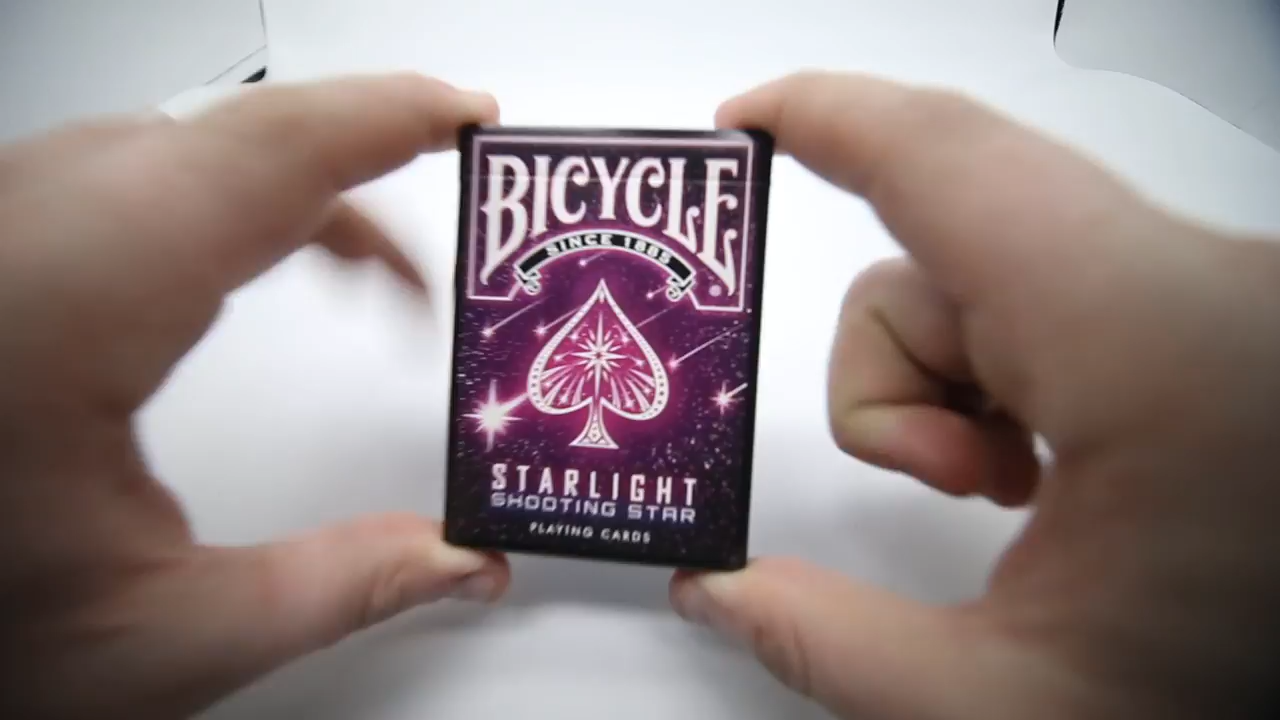 BICYCLE
SINCE 1885
STARLIGHT
SHOOTING STAR
PLAYING CARDS